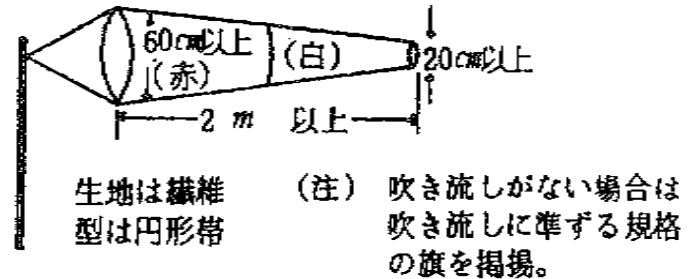 60cm以上
(赤)
(白)
20cm以上
2 m 以上
生地は繊維
型は円形帯
(注) 吹き流しがない場合は
吹き流しに準ずる規格
の旗を掲揚。